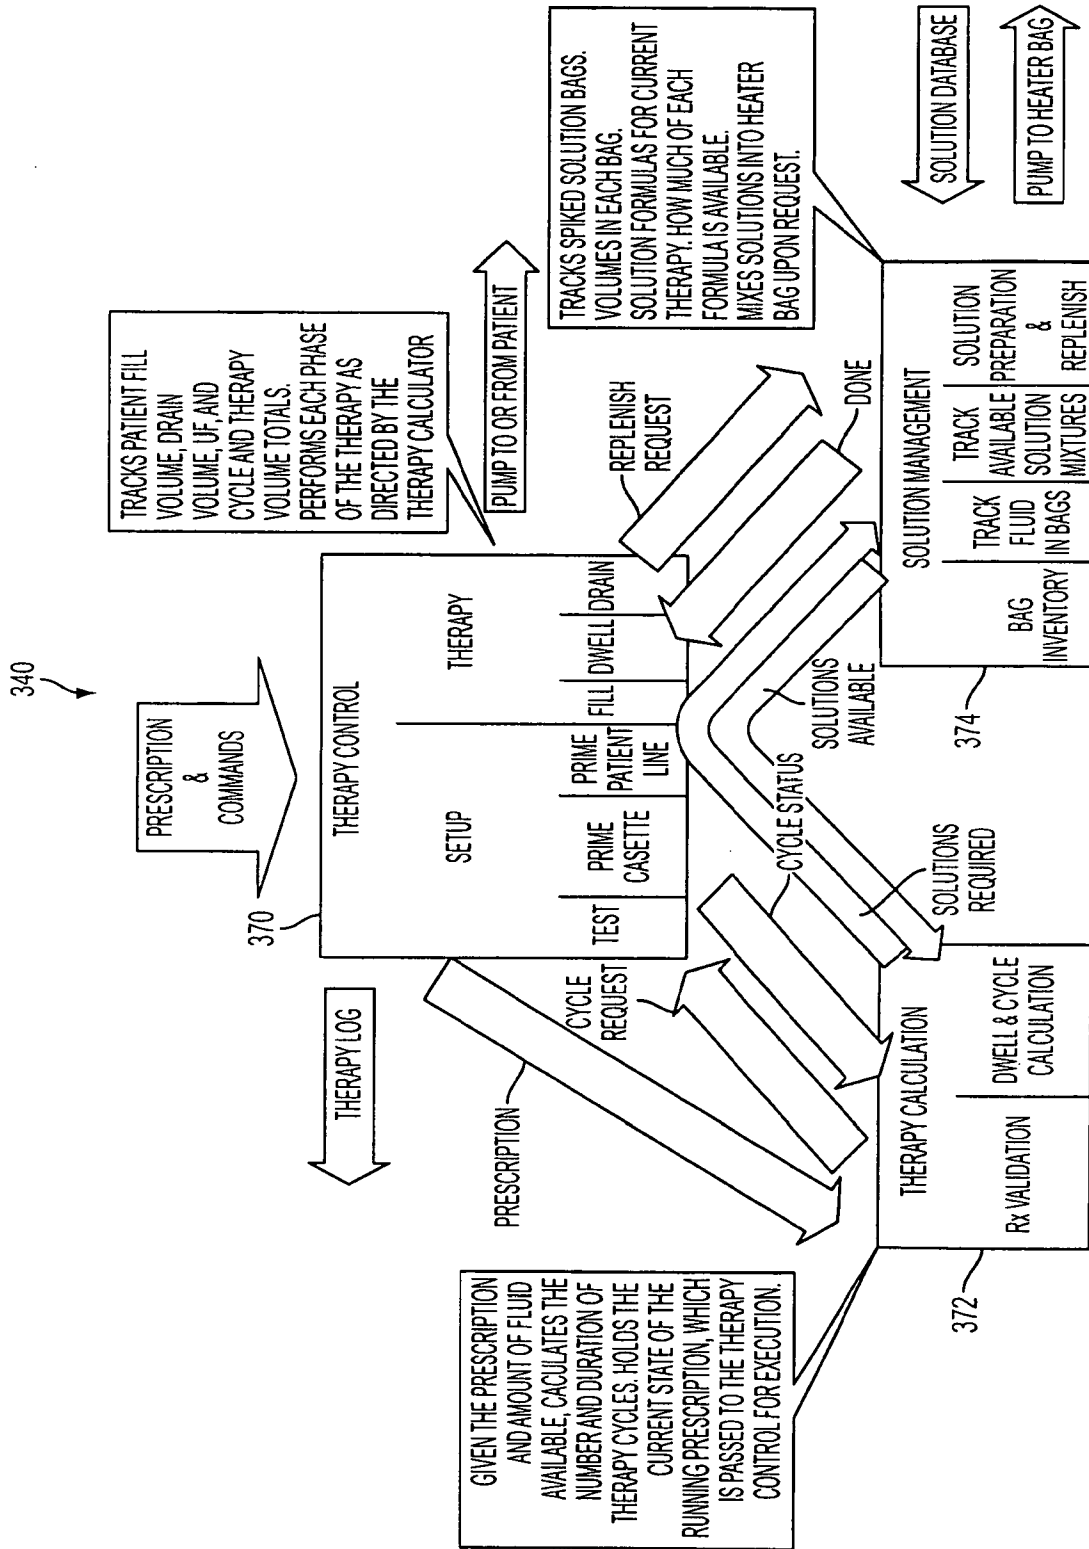 340
PRESCRIPTION
&
COMMANDS
TRACKS PATIENT FILL
VOLUME, DRAIN
VOLUME, UF, AND
CYCLE AND THERAPY
VOLUME TOTALS.
PERFORMS EACH PHASE
OF THE THERAPY AS
DIRECTED BY THE
THERAPY CALCULATOR
370
THERAPY LOG
THERAPY CONTROL
SETUP
THERAPY
TEST
PRIME
CASETTE
PRIME
PATIENT
LINE
FILL
DWELL
DRAIN
PUMP TO OR FROM PATIENT
PRESCRIPTION
CYCLE
REQUEST
CYCLE STATUS
SOLUTIONS
REQUIRED
SOLUTIONS
AVAILABLE
REPLENISH
REQUEST
DONE
TRACKS SPIKED SOLUTION BAGS.
VOLUMES IN EACH BAG.
SOLUTION FORMULAS FOR CURRENT
THERAPY. HOW MUCH OF EACH
FORMULA IS AVAILABLE.
MIXES SOLUTIONS INTO HEATER
BAG UPON REQUEST.
GIVEN THE PRESCRIPTION
AND AMOUNT OF FLUID
AVAILABLE, CACULATES THE
NUMBER AND DURATION OF
THERAPY CYCLES. HOLDS THE
CURRENT STATE OF THE
RUNNING PRESCRIPTION, WHICH
IS PASSED TO THE THERAPY
CONTROL FOR EXECUTION.
THERAPY CALCULATION
Rx VALIDATION
DWELL & CYCLE
CALCULATION
372
SOLUTION MANAGEMENT
BAG
INVENTORY
TRACK
FLUID
IN BAGS
TRACK
AVAILABLE
SOLUTION
MIXTURES
SOLUTION
PREPARATION
&
REPLENISH
374
SOLUTION DATABASE
PUMP TO HEATER BAG